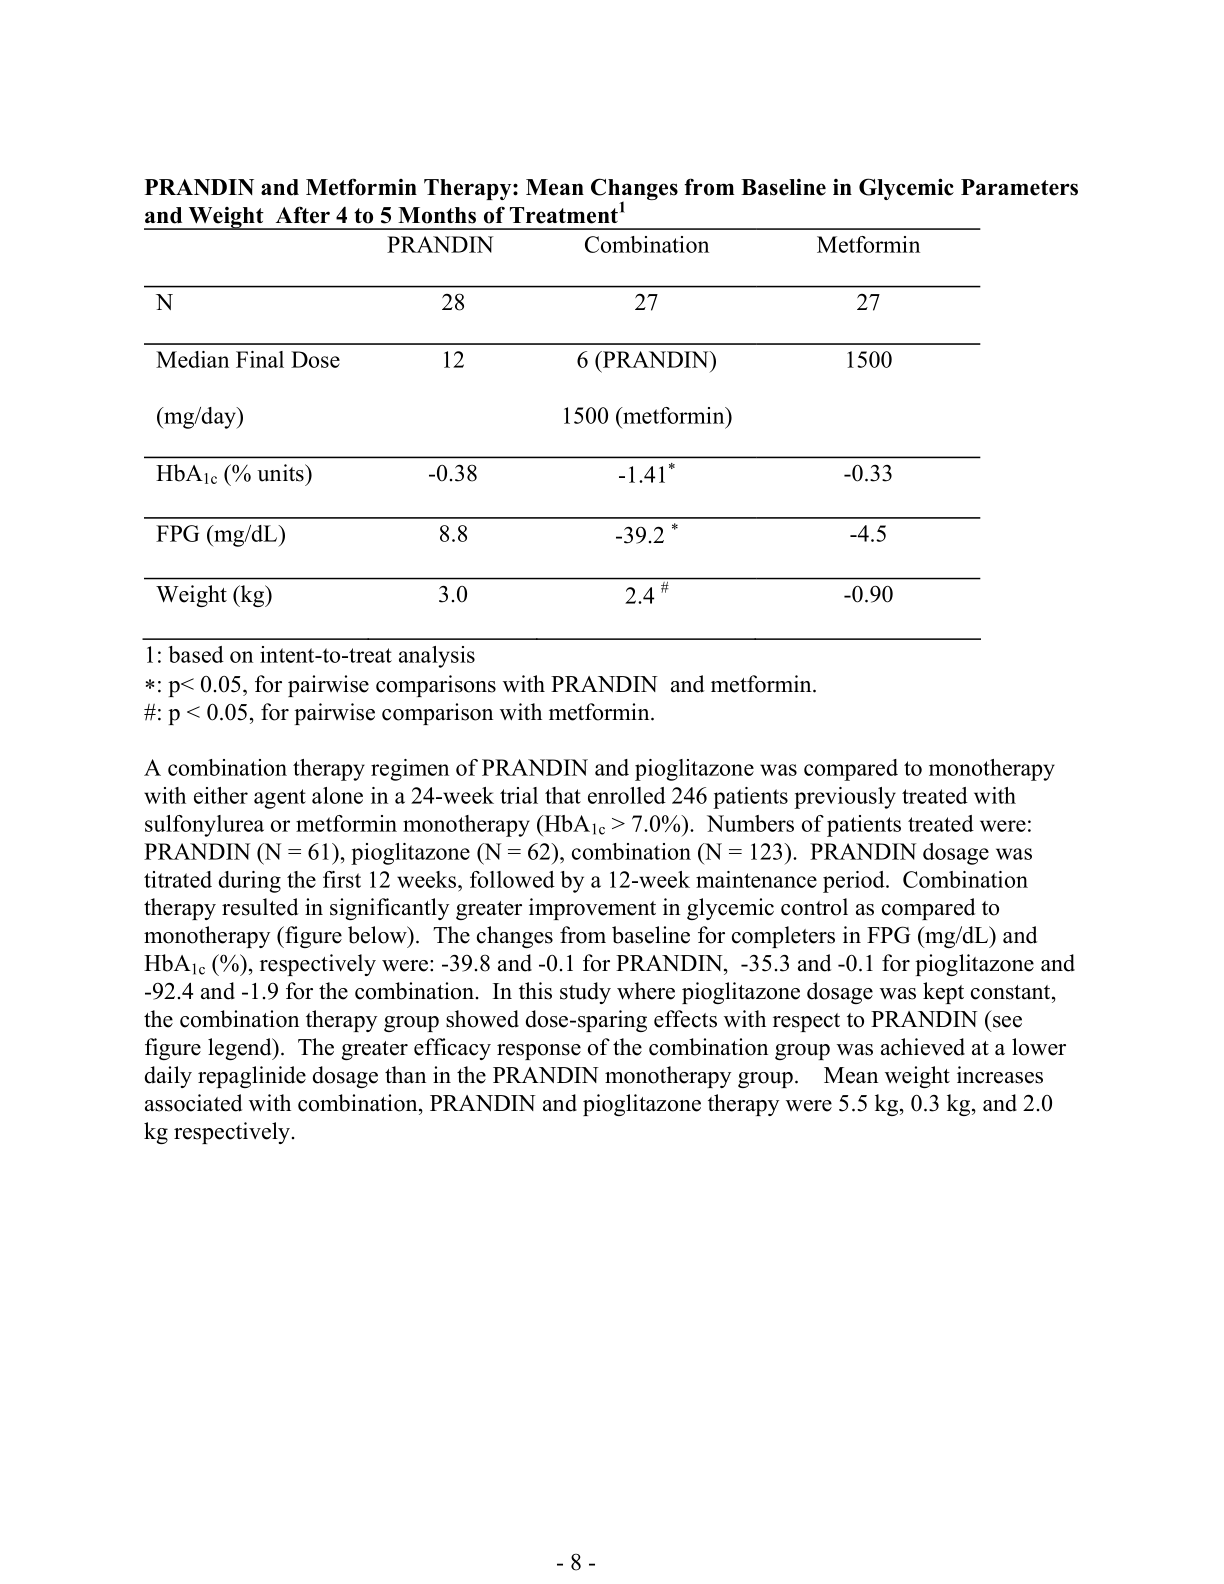 PRANDIN and Metformin Therapy: Mean Changes from Baseline in Glycemic Parameters
and Weight After 4 to 5 Months of Treatment1
PRANDIN Combination Metformin
N 28 27 27
Median Final Dose 12 6 (PRANDIN) 1500
(mg/day) 1500 (metformin)
HbA1c (% units) -0.38 -1.41* -0.33
FPG (mg/dL) 8.8 -39.2 * -4.5
Weight (kg) 3.0 2.4 # -0.90
1: based on intent-to-treat analysis
*: p< 0.05, for pairwise comparisons with PRANDIN and metformin.
#: p < 0.05, for pairwise comparison with metformin.
A combination therapy regimen of PRANDIN and pioglitazone was compared to monotherapy
with either agent alone in a 24-week trial that enrolled 246 patients previously treated with
sulfonylurea or metformin monotherapy (HbA1c > 7.0%). Numbers of patients treated were:
PRANDIN (N = 61), pioglitazone (N = 62), combination (N = 123). PRANDIN dosage was
titrated during the first 12 weeks, followed by a 12-week maintenance period. Combination
therapy resulted in significantly greater improvement in glycemic control as compared to
monotherapy (figure below). The changes from baseline for completers in FPG (mg/dL) and
HbA1c (%), respectively were: -39.8 and -0.1 for PRANDIN, -35.3 and -0.1 for pioglitazone and
-92.4 and -1.9 for the combination. In this study where pioglitazone dosage was kept constant,
the combination therapy group showed dose-sparing effects with respect to PRANDIN (see
figure legend). The greater efficacy response of the combination group was achieved at a lower
daily repaglinide dosage than in the PRANDIN monotherapy group. Mean weight increases
associated with combination, PRANDIN and pioglitazone therapy were 5.5 kg, 0.3 kg, and 2.0
kg respectively.
- 8 -